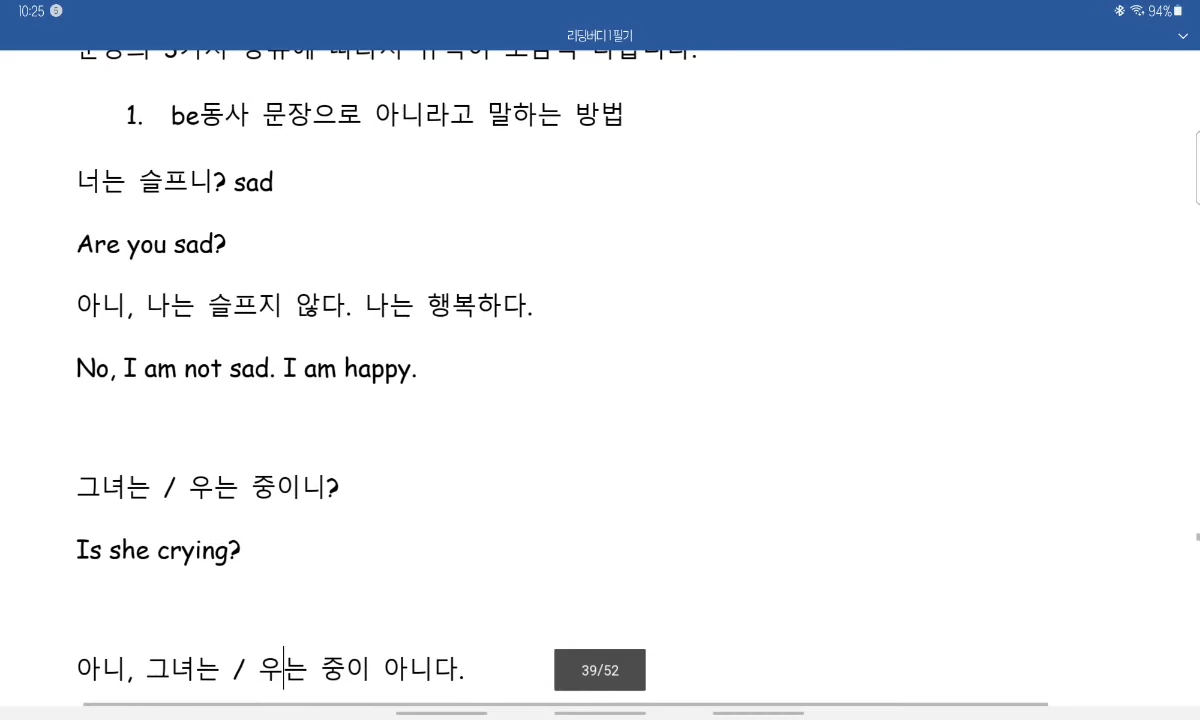 10:25 5 94%
리딩버디1필기
1. be동사 문장으로 아니라고 말하는 방법
너는 슬프니? sad
Are you sad?
아니, 나는 슬프지 않다. 나는 행복하다.
No, I am not sad. I am happy.
그녀는 / 우는 중이니?
Is she crying?
아니, 그녀는 / 우는 중이 아니다.
39/52